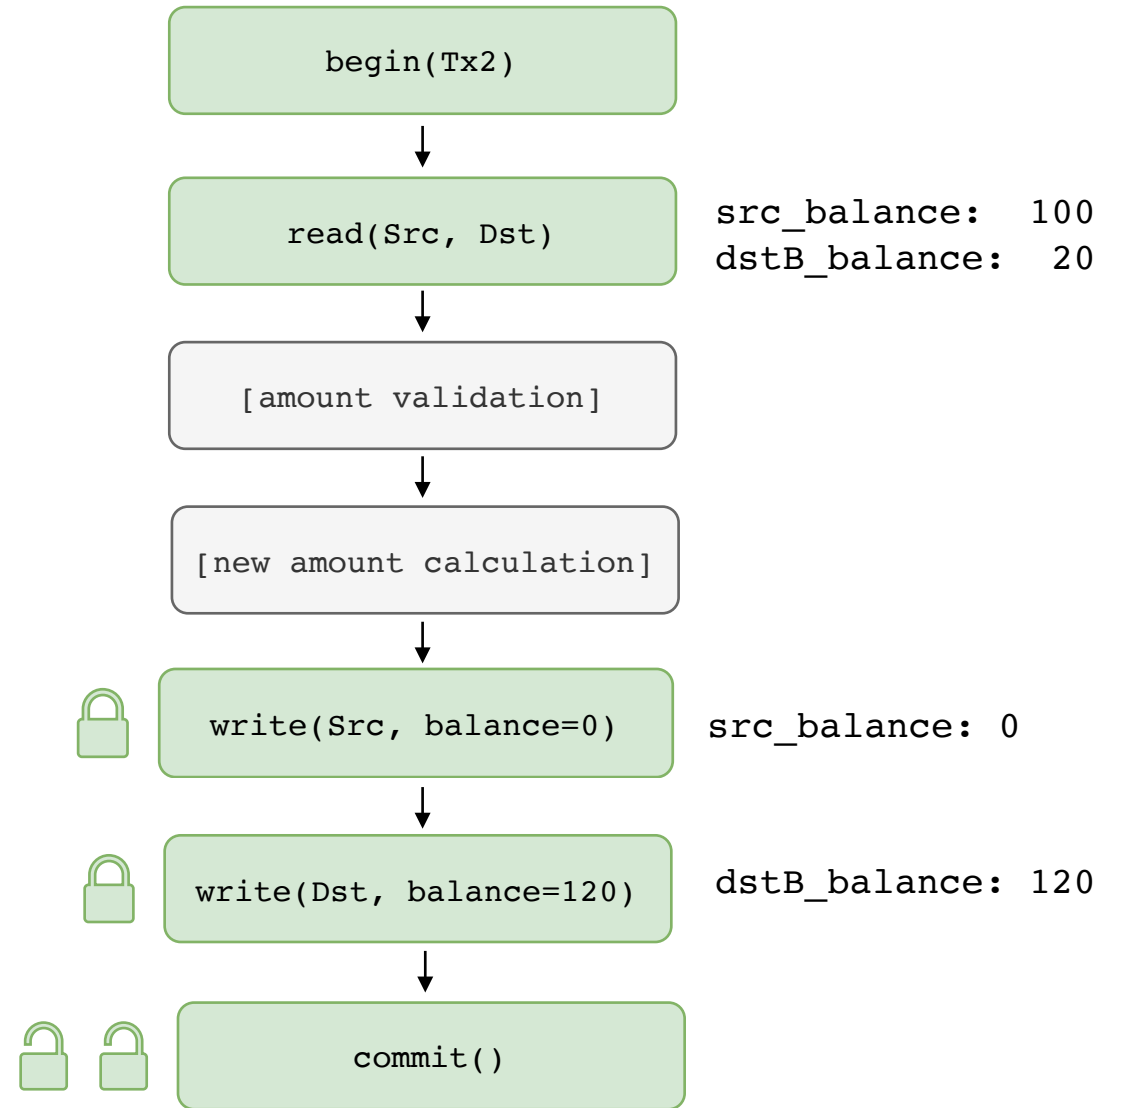 begin(Tx2)
read(Src, Dst)
src_balance:  100
dstB_balance:  20
[amount validation]
[new amount calculation]
write(Src, balance=0)
src_balance: 0
write(Dst, balance=120)
dstB_balance: 120
commit()